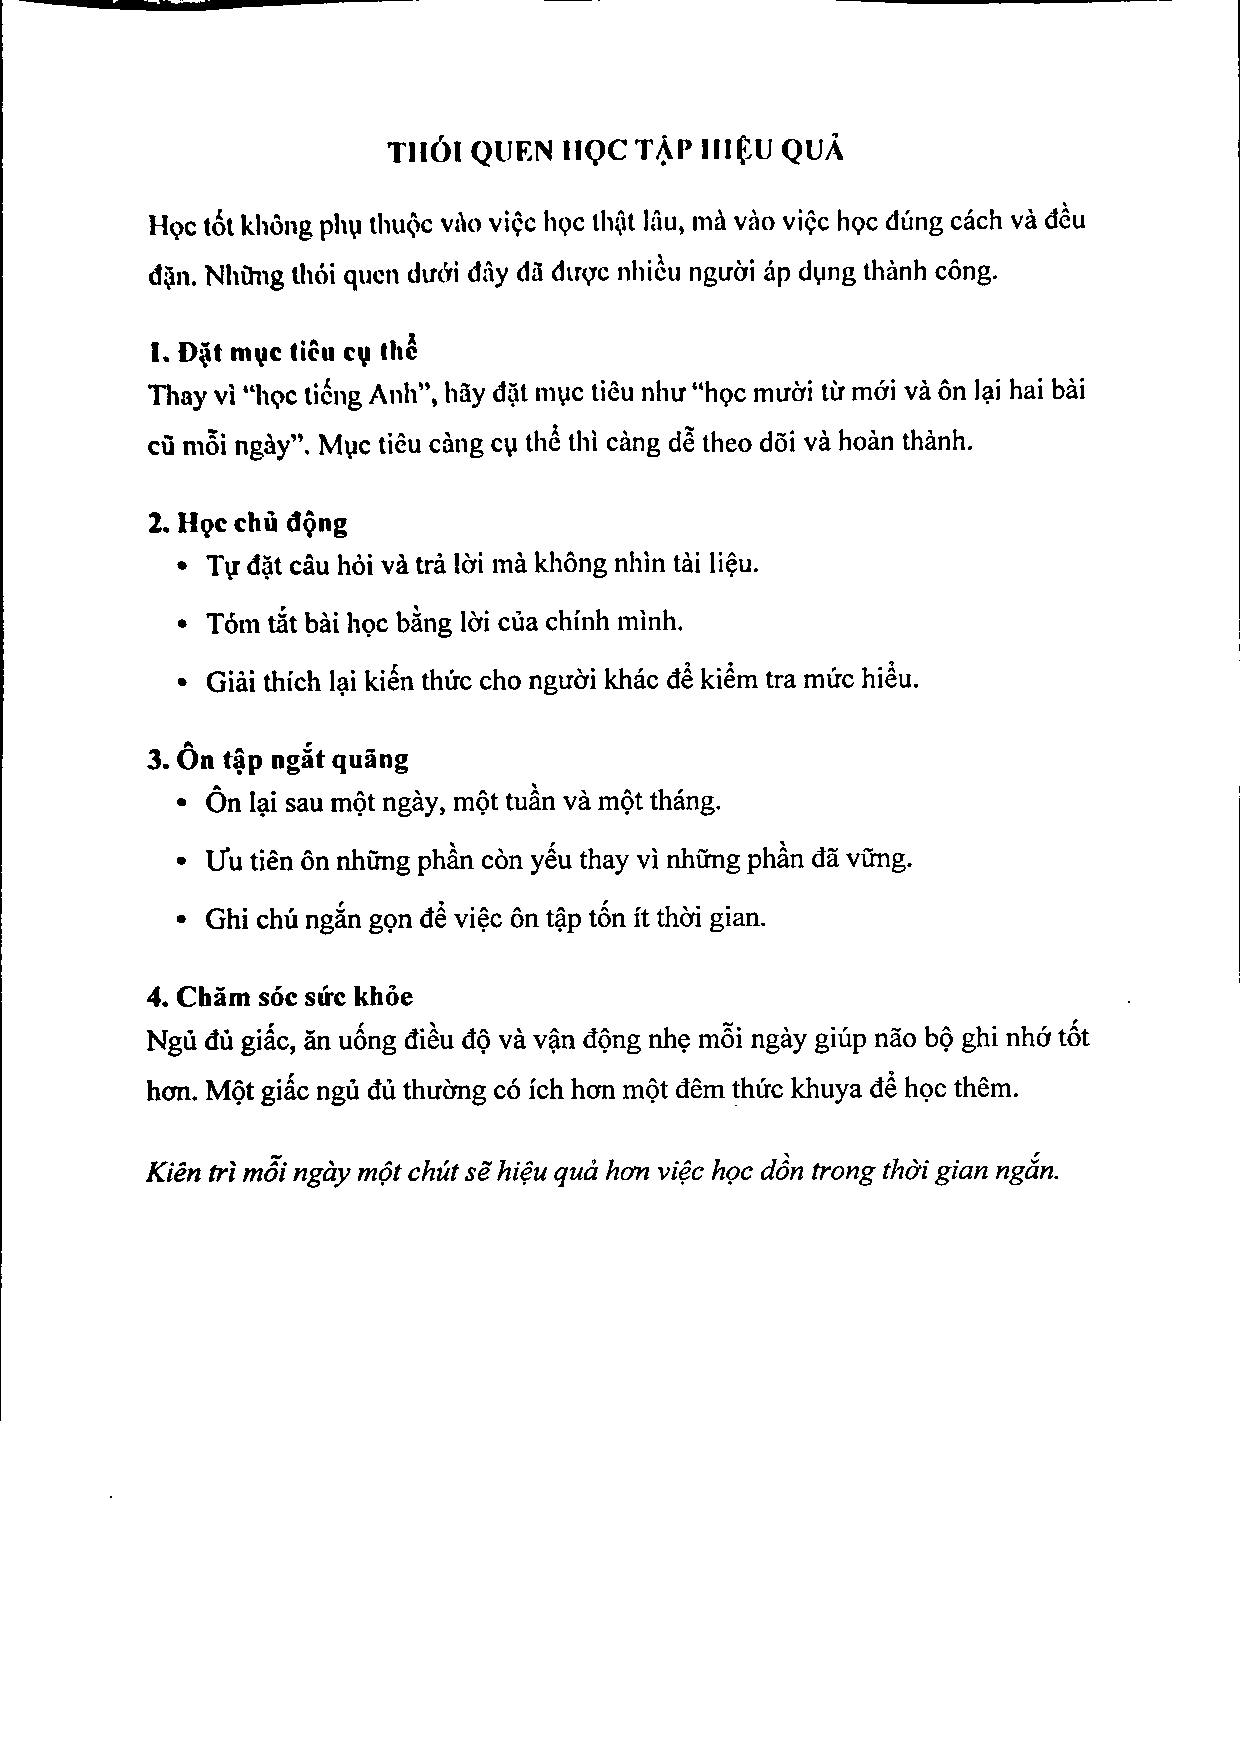 THÓI QUEN HỌC TẬP HIỆU QUẢ
Học tốt không phụ thuộc vào việc học thật lâu, mà vào việc học đúng cách và đều
đặn. Những thói quen dưới đây đã được nhiều người áp dụng thành công.
1. Đặt mục tiêu cụ thể
Thay vì “học tiếng Anh”, hãy đặt mục tiêu như “học mười từ mới và ôn lại hai bài
cũ mỗi ngày”. Mục tiêu càng cụ thể thì càng dễ theo dõi và hoàn thành.
2. Học chủ động
• Tự đặt câu hỏi và trả lời mà không nhìn tài liệu.
• Tóm tắt bài học bằng lời của chính mình.
• Giải thích lại kiến thức cho người khác để kiểm tra mức hiểu.
3. Ôn tập ngắt quãng
• Ôn lại sau một ngày, một tuần và một tháng.
• Ưu tiên ôn những phần còn yếu thay vì những phần đã vững.
• Ghi chú ngắn gọn để việc ôn tập tốn ít thời gian.
4. Chăm sóc sức khỏe
Ngủ đủ giấc, ăn uống điều độ và vận động nhẹ mỗi ngày giúp não bộ ghi nhớ tốt
hơn. Một giấc ngủ đủ thường có ích hơn một đêm thức khuya để học thêm.
Kiên trì mỗi ngày một chút sẽ hiệu quả hơn việc học dồn trong thời gian ngắn.